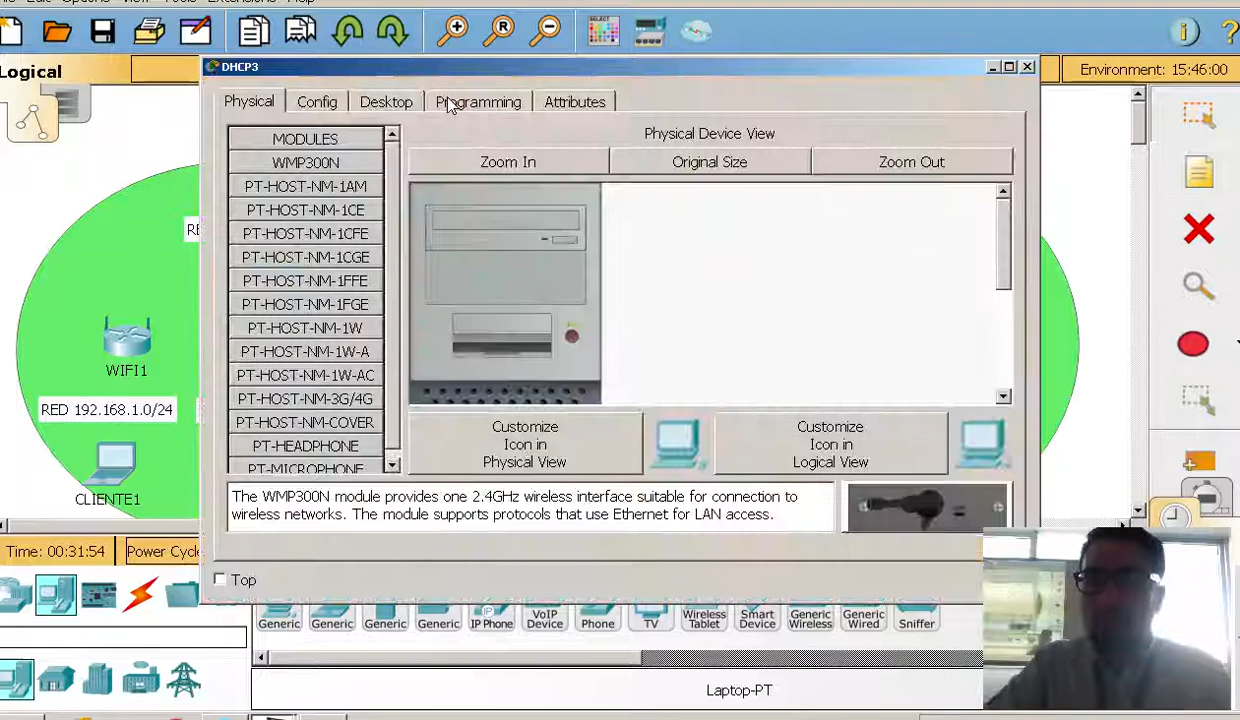 Logical
Environment: 15:46:00
DHCP3
Physical
Config
Desktop
Programming
Attributes
MODULES
WMP300N
PT-HOST-NM-1AM
PT-HOST-NM-1CE
PT-HOST-NM-1CFE
PT-HOST-NM-1CGE
PT-HOST-NM-1FFE
PT-HOST-NM-1FGE
PT-HOST-NM-1W
PT-HOST-NM-1W-A
PT-HOST-NM-1W-AC
PT-HOST-NM-3G/4G
PT-HOST-NM-COVER
PT-HEADPHONE
PT-MICROPHONE
Physical Device View
Zoom In
Original Size
Zoom Out
Customize
Icon in
Physical View
Customize
Icon in
Logical View
The WMP300N module provides one 2.4GHz wireless interface suitable for connection to
wireless networks. The module supports protocols that use Ethernet for LAN access.
Top
WIFI1
RED 192.168.1.0/24
CLIENTE1
Time: 00:31:54
Power Cyc
Generic
Generic
Generic
Generic
IP Phone
VoIP
Device
Phone
TV
Wireless
Tablet
Smart
Device
Generic
Wireless
Generic
Wired
Sniffer
Laptop-PT